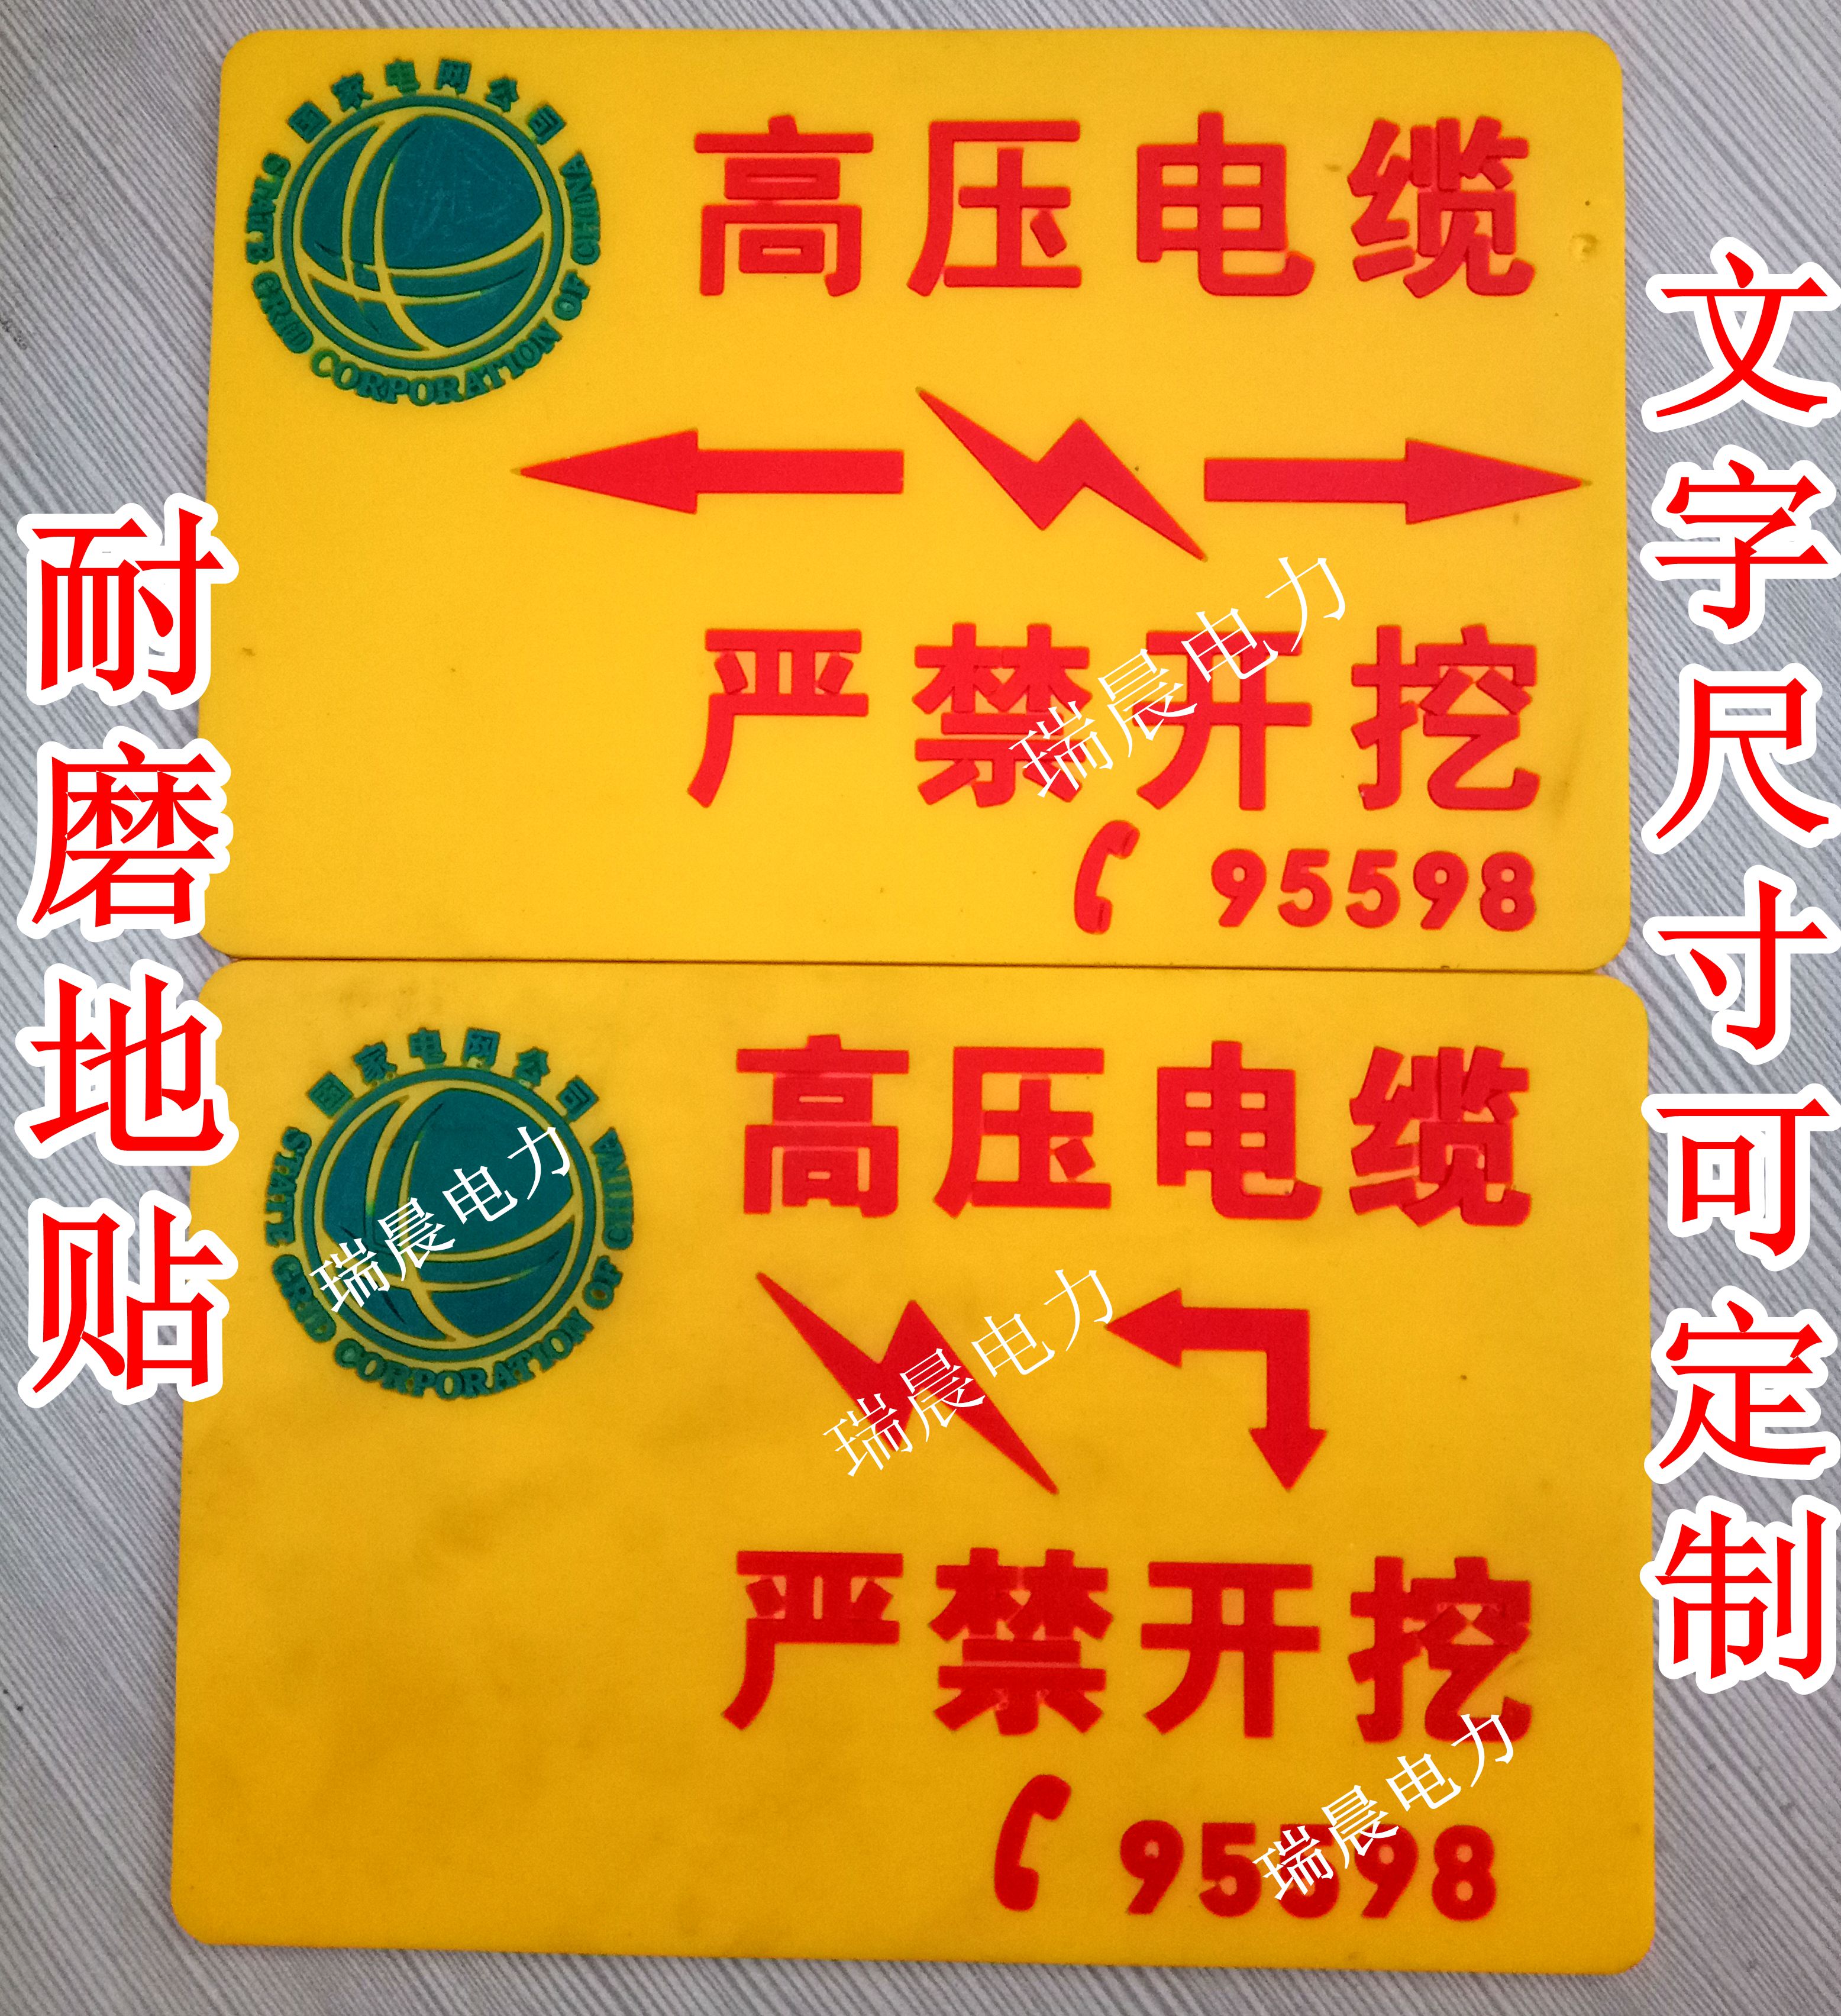 国家电网公司
STATE GRID CORPORATION OF CHINA
高压电缆
严禁开挖
95598
瑞晨电力
国家电网公司
STATE GRID CORPORATION OF CHINA
瑞晨电力
高压电缆
瑞晨电力
严禁开挖
95598
瑞晨电力
耐磨地贴
文字尺寸可定制